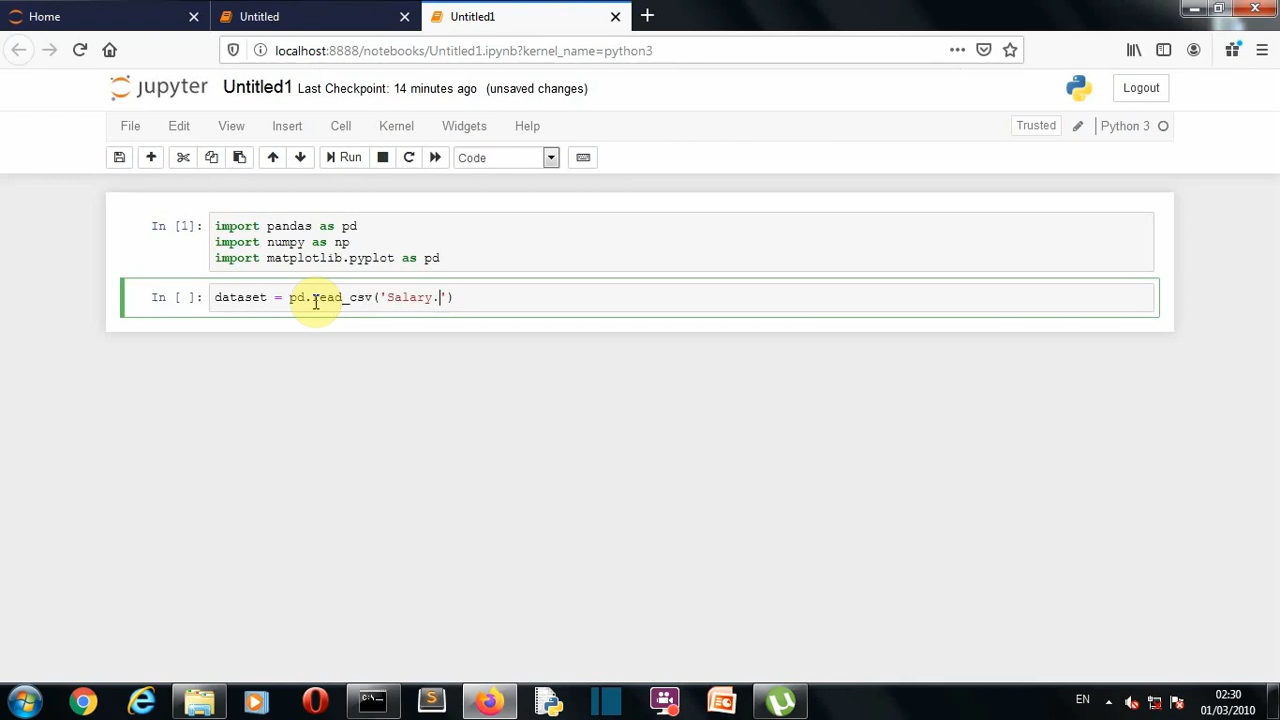 Home
Untitled
Untitled1
localhost:8888/notebooks/Untitled1.ipynb?kernel_name=python3
jupyter Untitled1 Last Checkpoint: 14 minutes ago (unsaved changes)
Logout
File Edit View Insert Cell Kernel Widgets Help
Trusted
Python 3
Run
Code
In [1]: import pandas as pd
import numpy as np
import matplotlib.pyplot as pd
In [ ]: dataset = pd.read_csv('Salary.')
EN
02:30
01/03/2010